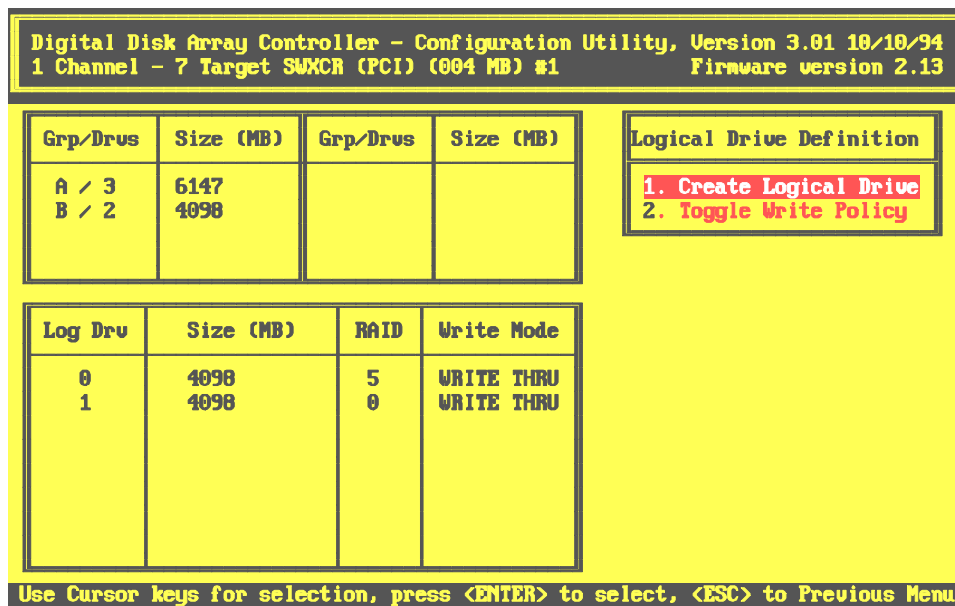 Digital Disk Array Controller - Configuration Utility, Version 3.01 10/10/94
1 Channel - 7 Target SWXCR (PCI) (004 MB) #1 Firmware version 2.13
Grp/Drvs Size (MB) Grp/Drvs Size (MB)
A / 3 6147
B / 2 4098
Logical Drive Definition
1. Create Logical Drive
2. Toggle Write Policy
Log Drv Size (MB) RAID Write Mode
0 4098 5 WRITE THRU
1 4098 0 WRITE THRU
Use Cursor keys for selection, press <ENTER> to select, <ESC> to Previous Menu